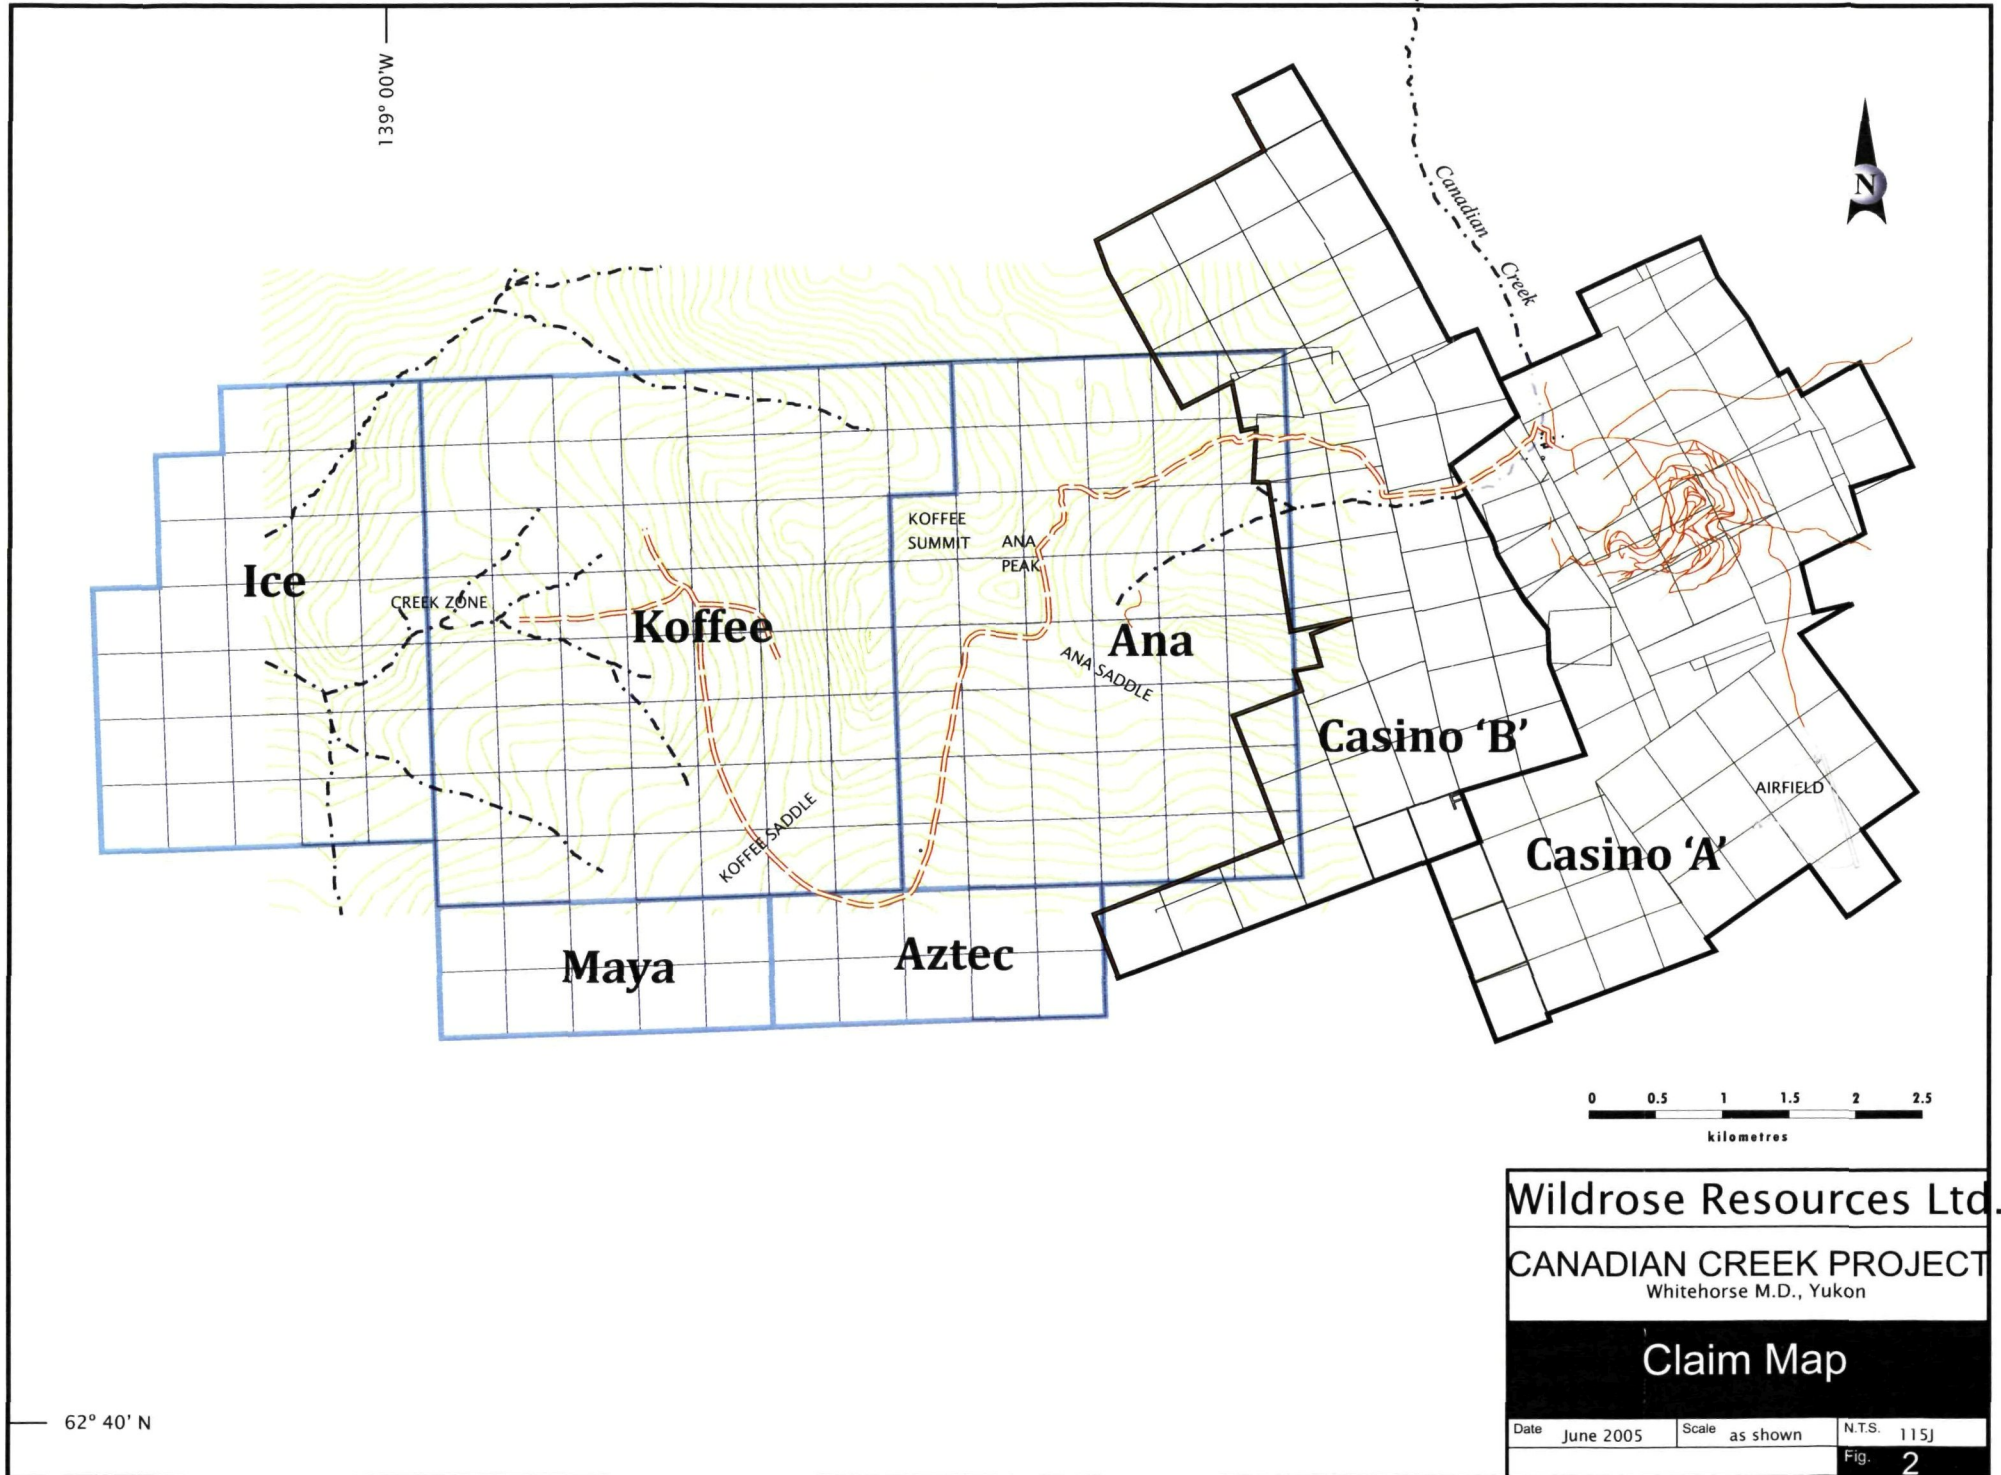 139° 00'W
Canadian
Creek
N
KOFFEE
SUMMIT
ANA
PEAK
Ice
CREEK ZONE
Koffee
Ana
ANA SADDLE
Casino ‘B’
KOFFEE SADDLE
AIRFIELD
Casino ‘A’
Maya
Aztec
0 0.5 1 1.5 2 2.5
kilometres
Wildrose Resources Ltd.
CANADIAN CREEK PROJECT
Whitehorse M.D., Yukon
Claim Map
62° 40' N
Date June 2005 Scale as shown N.T.S. 115J
Fig. 2